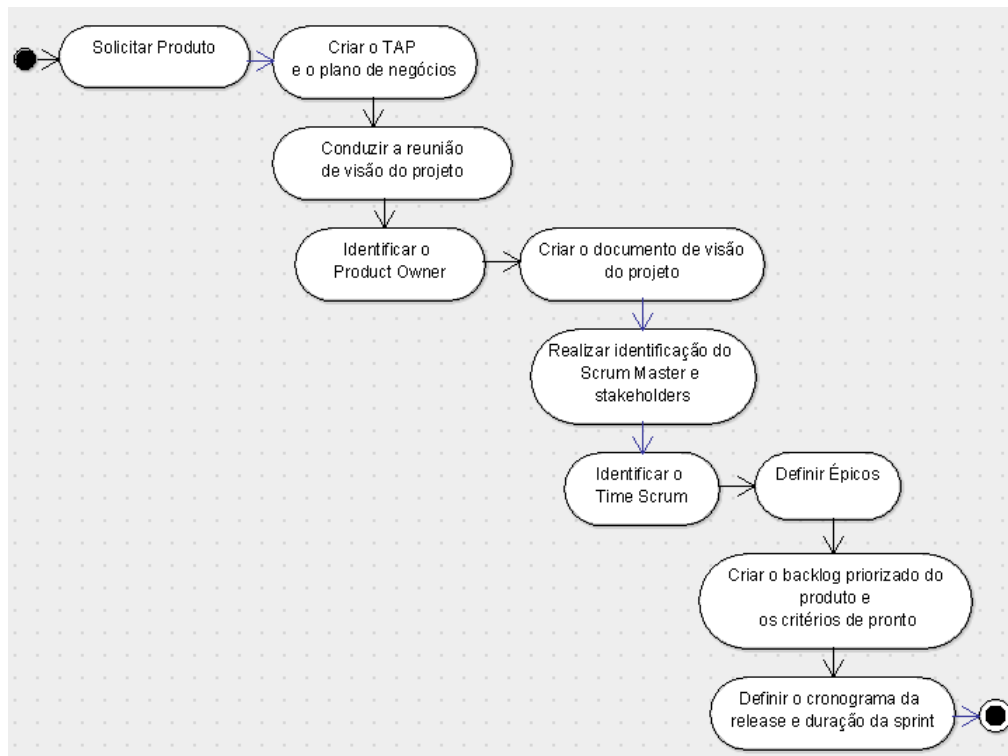 Solicitar Produto
Criar o TAP
e o plano de negócios
Conduzir a reunião
de visão do projeto
Identificar o
Product Owner
Criar o documento de visão
do projeto
Realizar identificação do
Scrum Master e
stakeholders
Identificar o
Time Scrum
Definir Épicos
Criar o backlog priorizado do
produto e
os critérios de pronto
Definir o cronograma da
release e duração da sprint